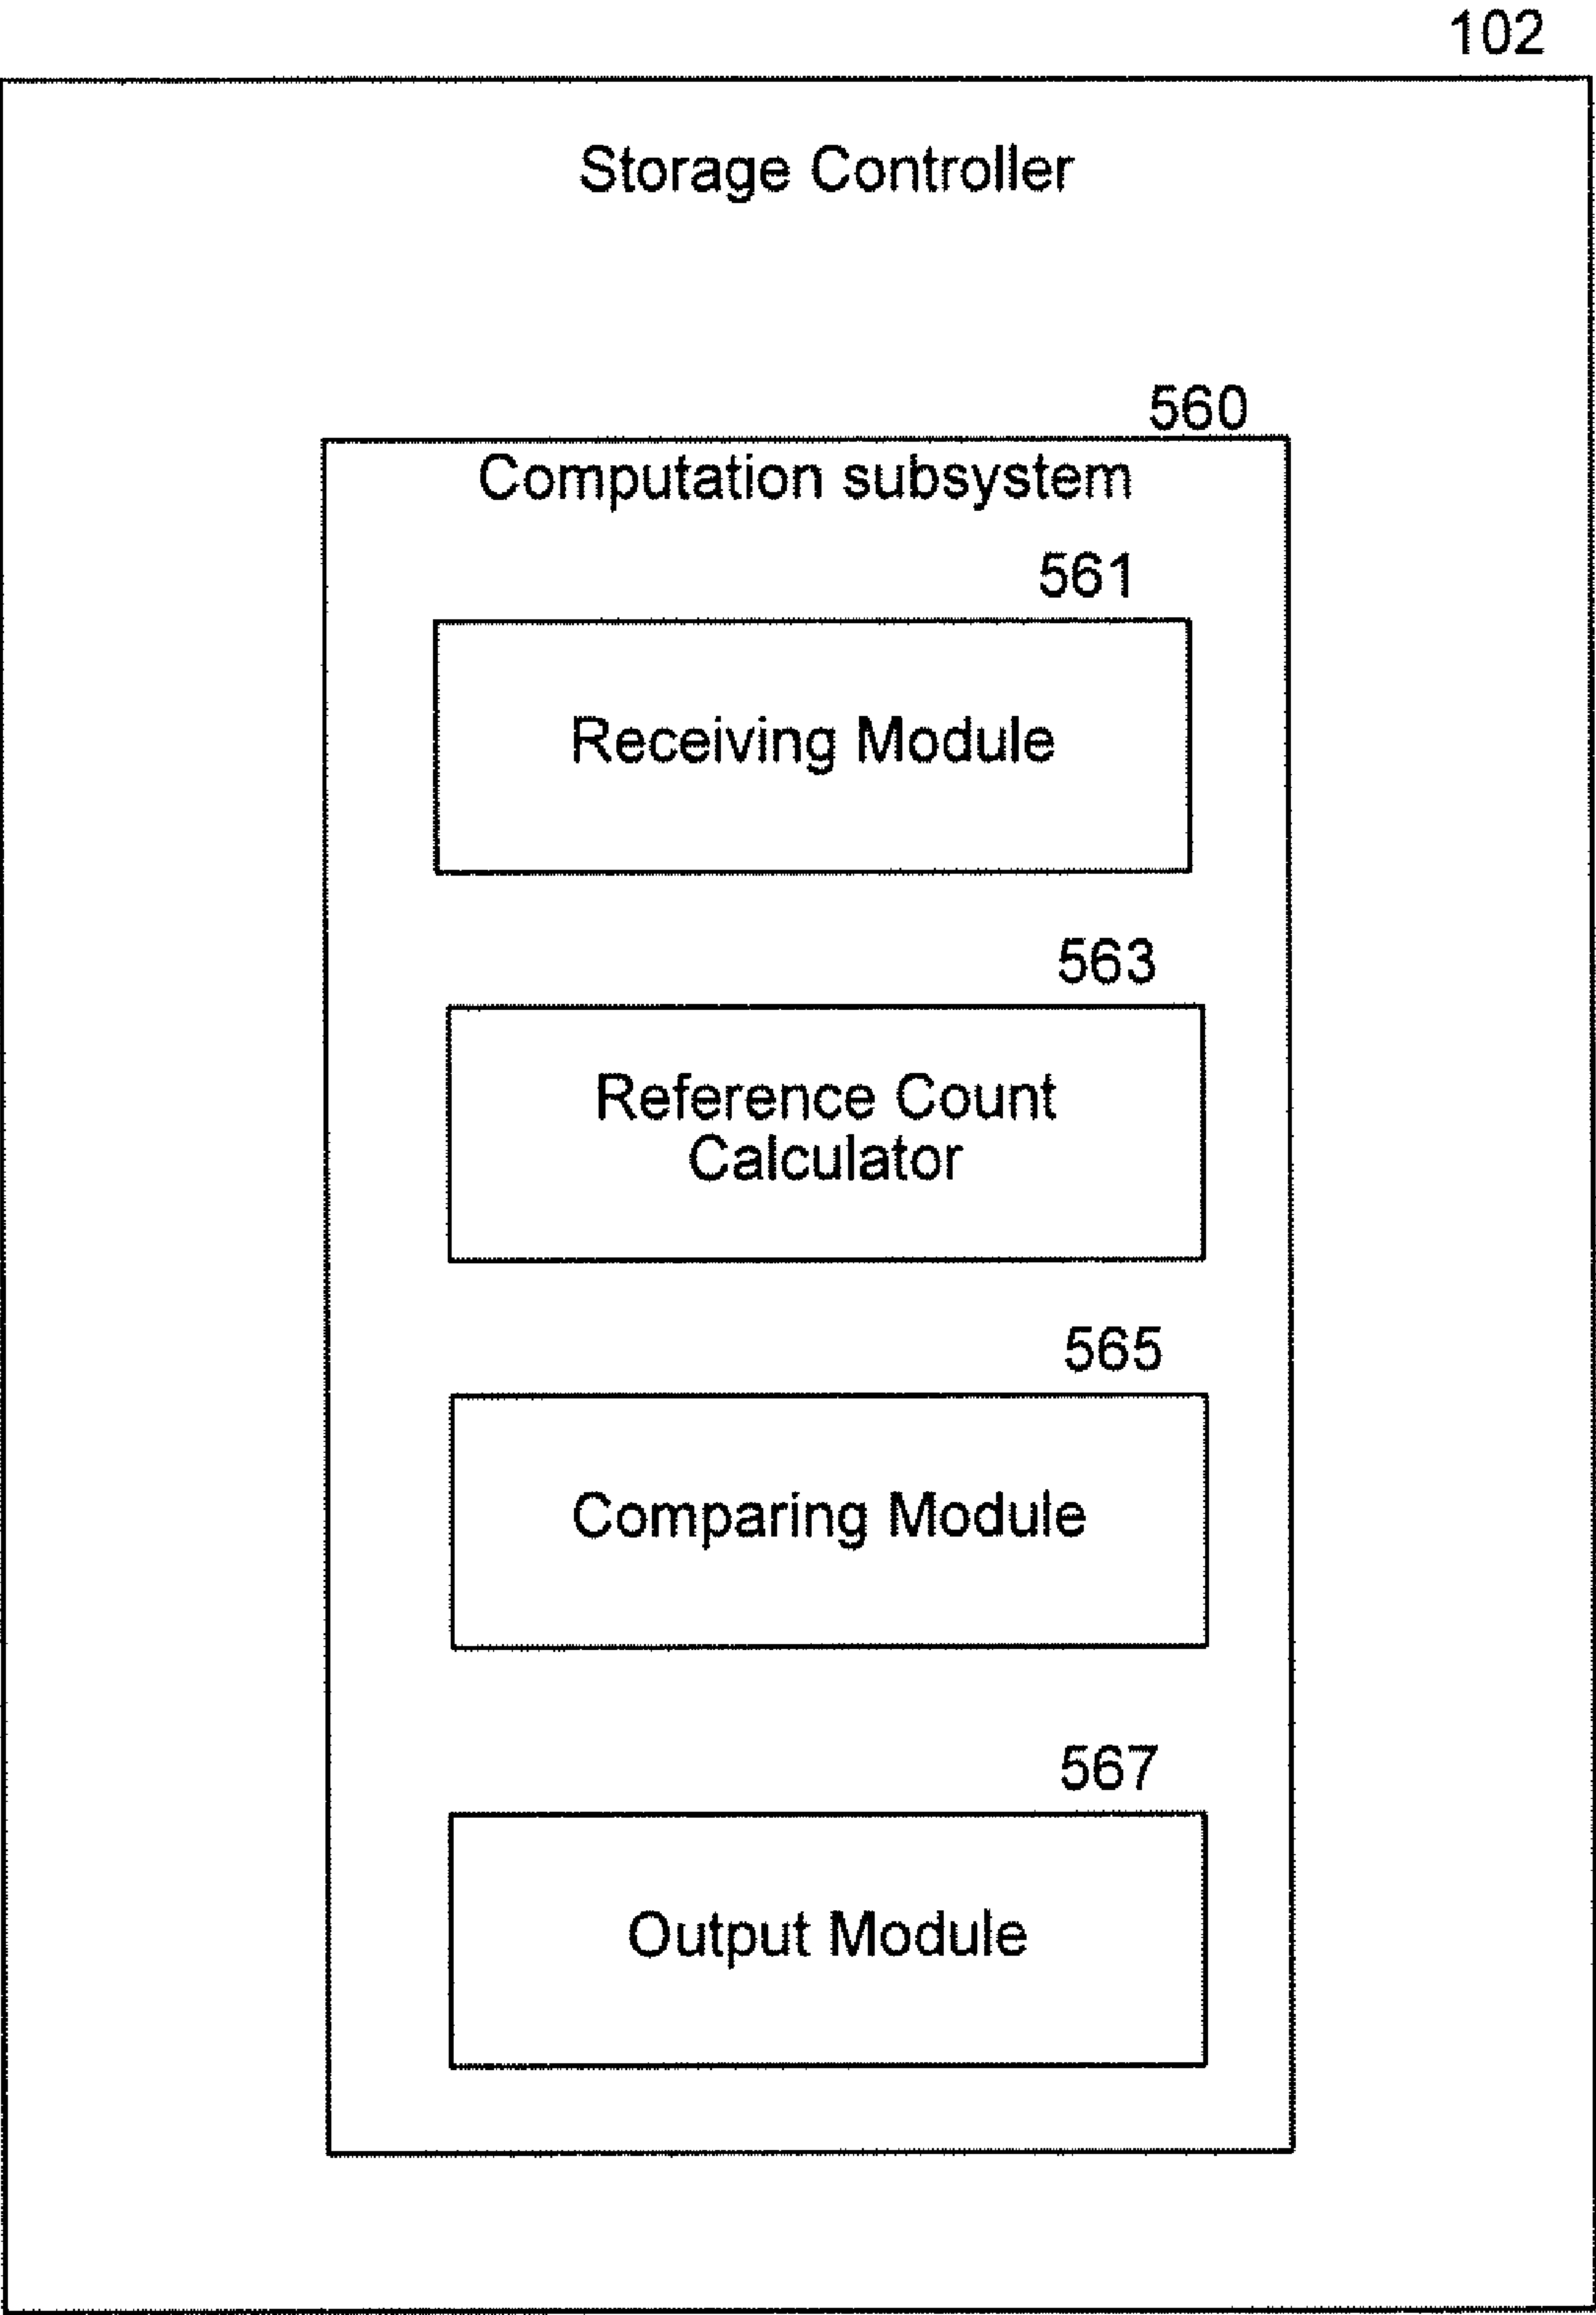 102
Storage Controller
560
Computation subsystem
561
Receiving Module
563
Reference Count
Calculator
565
Comparing Module
567
Output Module